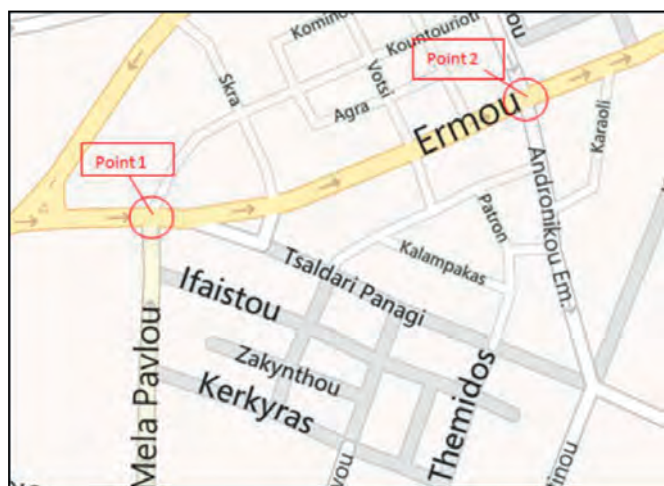 Kominou
Kountourioti
Point 2
Skra
Votsi
Agra
Ermou
Karaoli
Point 1
Andronikou Em.
Patron
Kalampakas
Tsaldari Panagi
Ifaistou
Zakynthou
Kerkyras
Mela Pavlou
Themidos